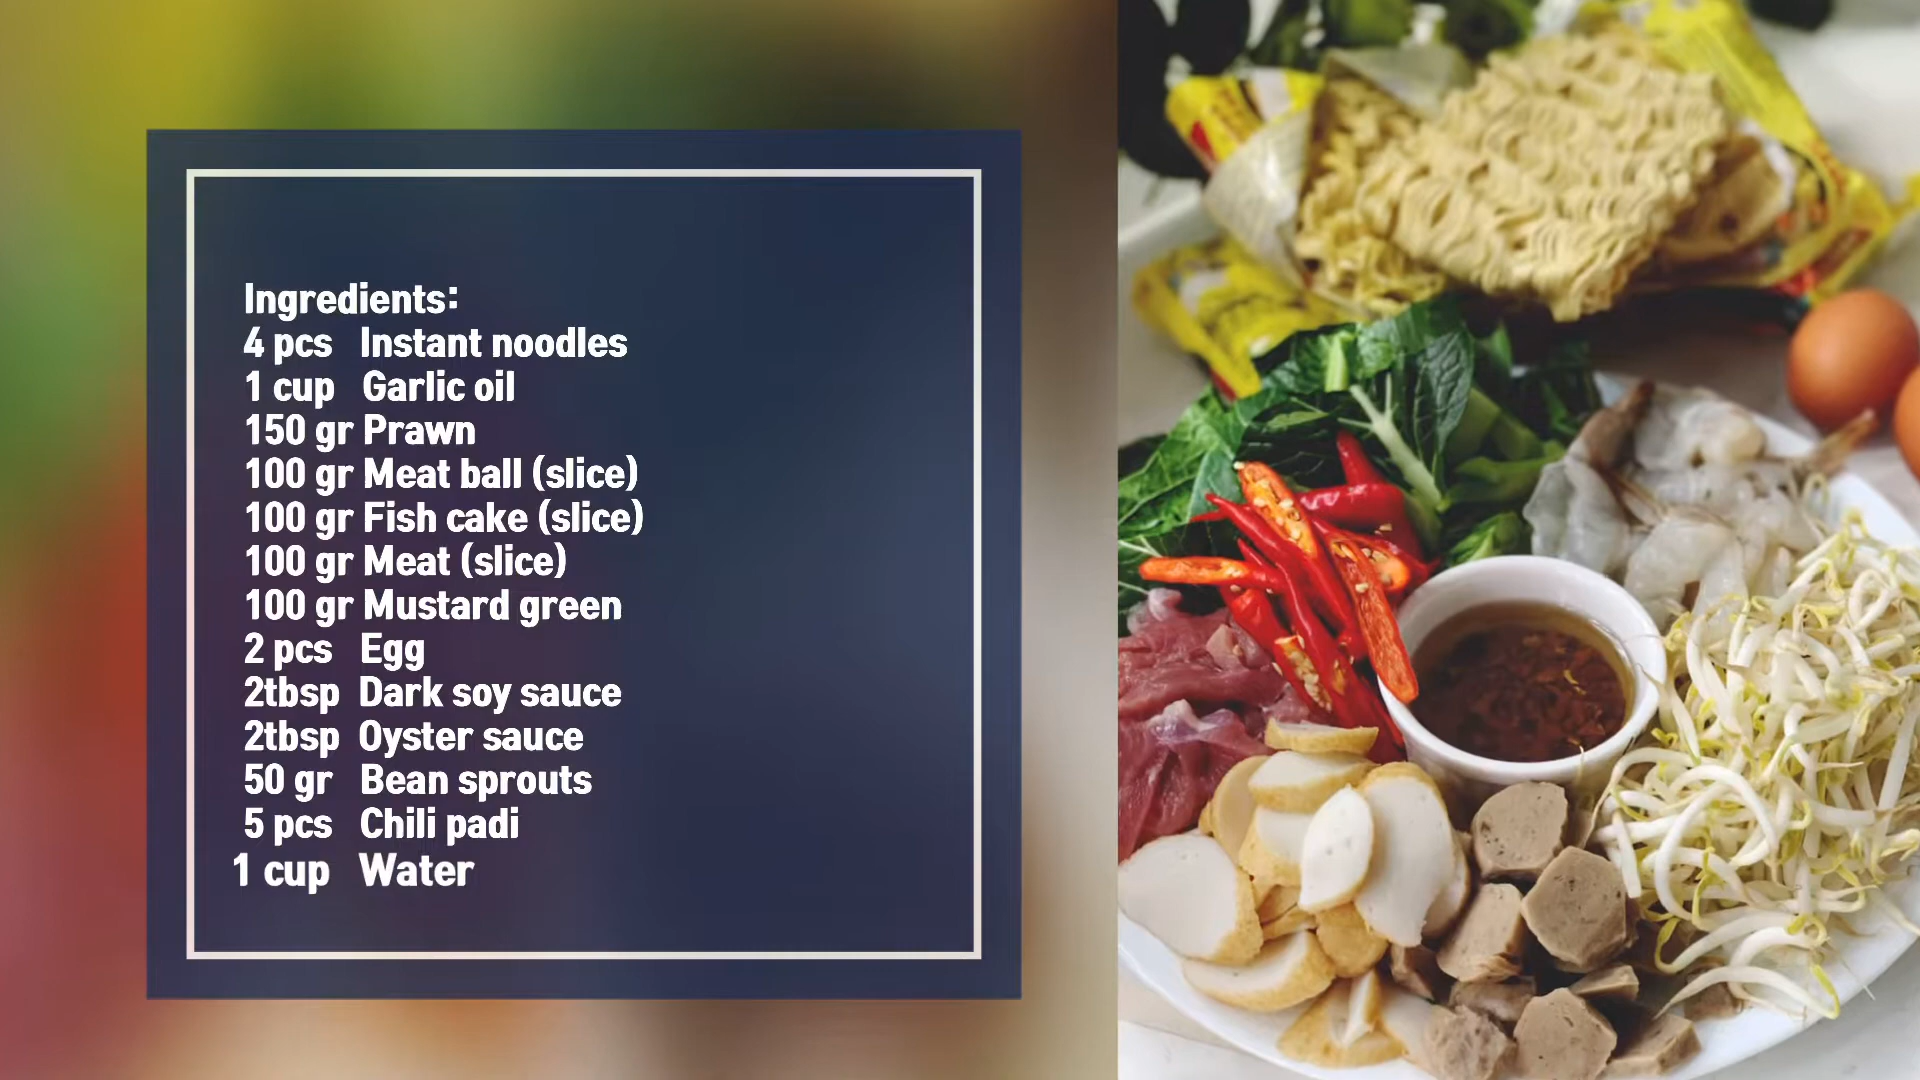 Ingredients:
4 pcs Instant noodles
1 cup Garlic oil
150 gr Prawn
100 gr Meat ball (slice)
100 gr Fish cake (slice)
100 gr Meat (slice)
100 gr Mustard green
2 pcs Egg
2tbsp Dark soy sauce
2tbsp Oyster sauce
50 gr Bean sprouts
5 pcs Chili padi
1 cup Water